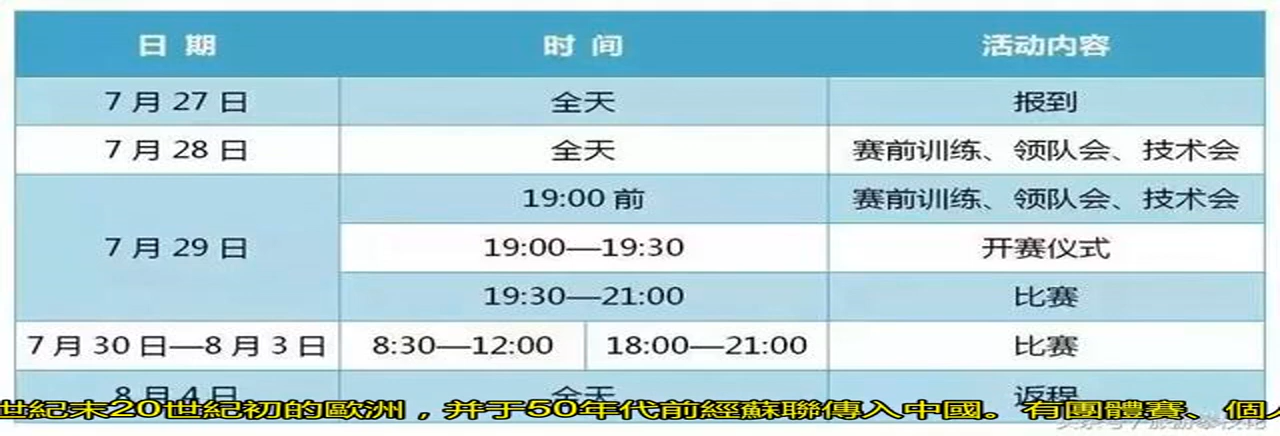 日 期 时 间 活动内容
7 月 27 日 全天 报到
7 月 28 日 全天 赛前训练、领队会、技术会
7 月 29 日 19:00 前 赛前训练、领队会、技术会
19:00—19:30 开赛仪式
19:30—21:00 比赛
7 月 30 日—8 月 3 日 8:30—12:00 18:00—21:00 比赛
8 月 4 日 全天 返程
世紀末20世紀初的歐洲，并于50年代前經蘇聯傳入中國。有團體賽、個人